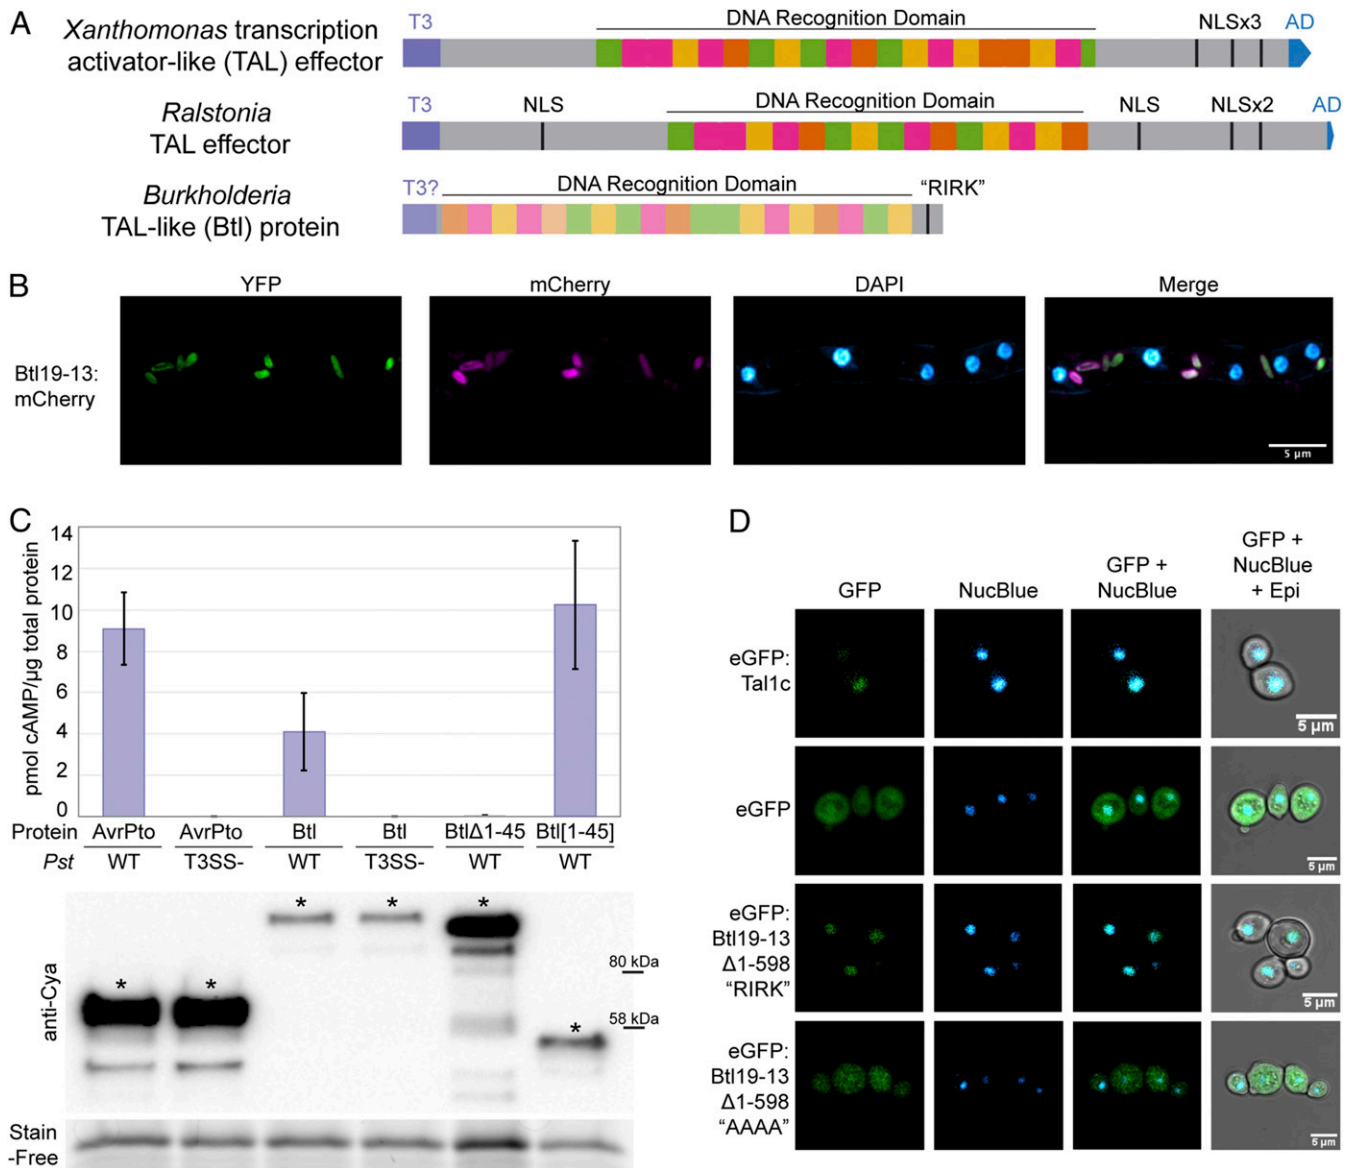 A
Xanthomonas transcription
activator-like (TAL) effector
T3
DNA Recognition Domain
NLSx3
AD
Ralstonia
TAL effector
T3
NLS
DNA Recognition Domain
NLS
NLSx2
AD
Burkholderia
TAL-like (Btl) protein
T3?
DNA Recognition Domain
“RIRK”
B
YFP
mCherry
DAPI
Merge
Btl19-13:
mCherry
5 µm
C
pmol cAMP/µg total protein
14
12
10
8
6
4
2
0
Protein AvrPto AvrPto Btl Btl BtlΔ1-45 Btl[1-45]
Pst WT T3SS- WT T3SS- WT WT
anti-Cya
* * * * * *
80 kDa
58 kDa
Stain
-Free
D
GFP
NucBlue
GFP +
NucBlue
GFP +
NucBlue
+ Epi
eGFP:
Tal1c
5 µm
eGFP
5 µm
eGFP:
Btl19-13
Δ1-598
“RIRK”
5 µm
eGFP:
Btl19-13
Δ1-598
“AAAA”
5 µm